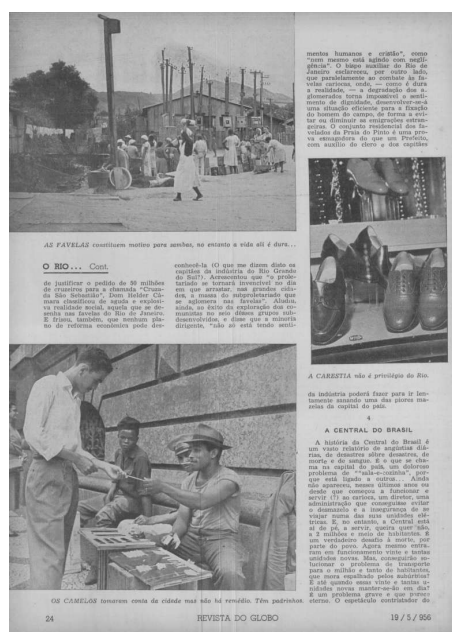 AS FAVELAS constituem motivo para sambas, no entanto a vida ali é dura...
O RIO... Cont.
de justificar o pedido de 50 milhões
de cruzeiros para a chamada "Cruza-
da São Sebastião", Dom Helder Câ-
mara classificou de aguda e explosi-
va realidade social, aquela que se de-
senha nas favelas do Rio de Janeiro.
E frisou, também, que nenhum pla-
no de reforma econômica pode des-
conhecê-la (O que me dizem disto os
capitães da indústria do Rio Grande
do Sul?). Acrescentou que "o prole-
tariado se tornará invencível no dia
em que arrastar, nas grandes cida-
des, a massa do subproletariado que
se aglomera nas favelas". Aludiu,
ainda, ao êxito da exploração dos co-
munistas no seio dêsses grupos sub-
desenvolvidos, e disse que a minoria
dirigente, "não só está tendo senti-
mentos humanos e cristão", como
"nem mesmo está agindo com negli-
gência". O bispo auxiliar do Rio de
Janeiro esclareceu, por outro lado,
que paralelamente ao combate às fa-
velas cariocas, onde, — como é dura
a realidade, — a degradação dos a-
glomerados torna impossível o senti-
mento de dignidade, desenvolver-se-á
uma situação eficiente para a fixação
do homem do campo, de forma a evi-
tar ou diminuir as emigrações estran-
geiras. O conjunto residencial dos fa-
velados da Praia do Pinto é uma pro-
va esmagadora do que um Prefeito,
com auxílio do clero e dos capitães
A CARESTIA não é privilégio do Rio.
da indústria poderá fazer para ir len-
tamente sanando uma das piores ma-
zelas da capital do país.
4
A CENTRAL DO BRASIL
A história da Central do Brasil é
um vasto relatório de angústias diá-
rias, de desastres sôbre desastres, de
morte e de sangue. E o que se cha-
ma na capital do país, um doloroso
problema de "sala-e-cozinha", por-
que está ligado a outros... Ainda
não apareceu, nesses últimos anos ou
desde que começou a funcionar e
servir (?) ao carioca, um diretor, uma
administração que conseguisse evitar
o desmazelo e a insegurança de se
viajar numa das suas unidades elé-
tricas. E, no entanto, a Central está
aí de pé, a servir, queira quer não,
a 2 milhões e meio de habitantes. E
um verdadeiro desafio à morte, por
parte do povo. Agora mesmo entra-
ram em funcionamento vinte e tantas
unidades novas. Mas, conseguirão so-
lucionar o problema de transporte
para o milhão e tanto de habitantes,
que mora espalhado pelos subúrbios?
E até quando essas vinte e tantas u-
nidades novas manter-se-ão em dia?
E um problema grave e que parece
eterno. O espetáculo contristador do
OS CAMELOS tomaram conta da cidade mas não há remédio. Têm padrinhos.
24
REVISTA DO GLOBO
19/5/956